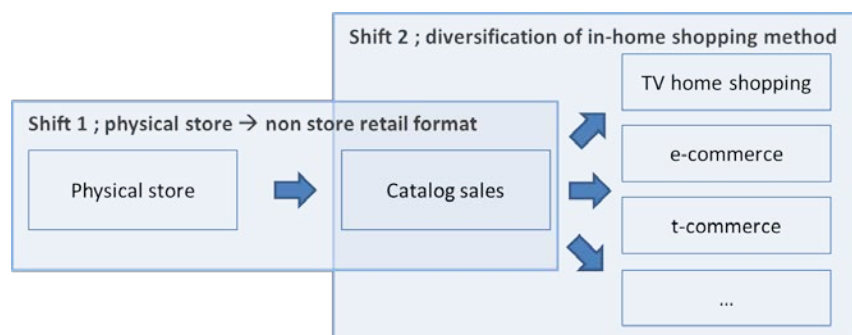 Shift 2 ; diversification of in-home shopping method
TV home shopping
Shift 1 ; physical store → non store retail format
e-commerce
Physical store
Catalog sales
t-commerce
...